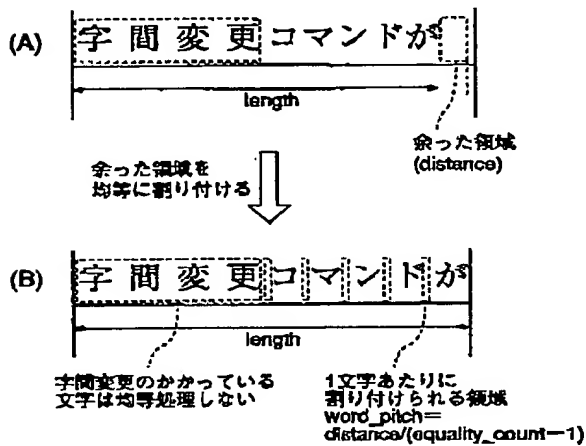 (A) 字間変更コマンドが
length
余った領域
(distance)
余った領域を
均等に割り付ける
(B) 字間変更コマンドが
length
字間変更のかかっている
文字は均等処理しない
1文字あたりに
割り付けられる領域
word_pitch=
distance/(equality_count-1)